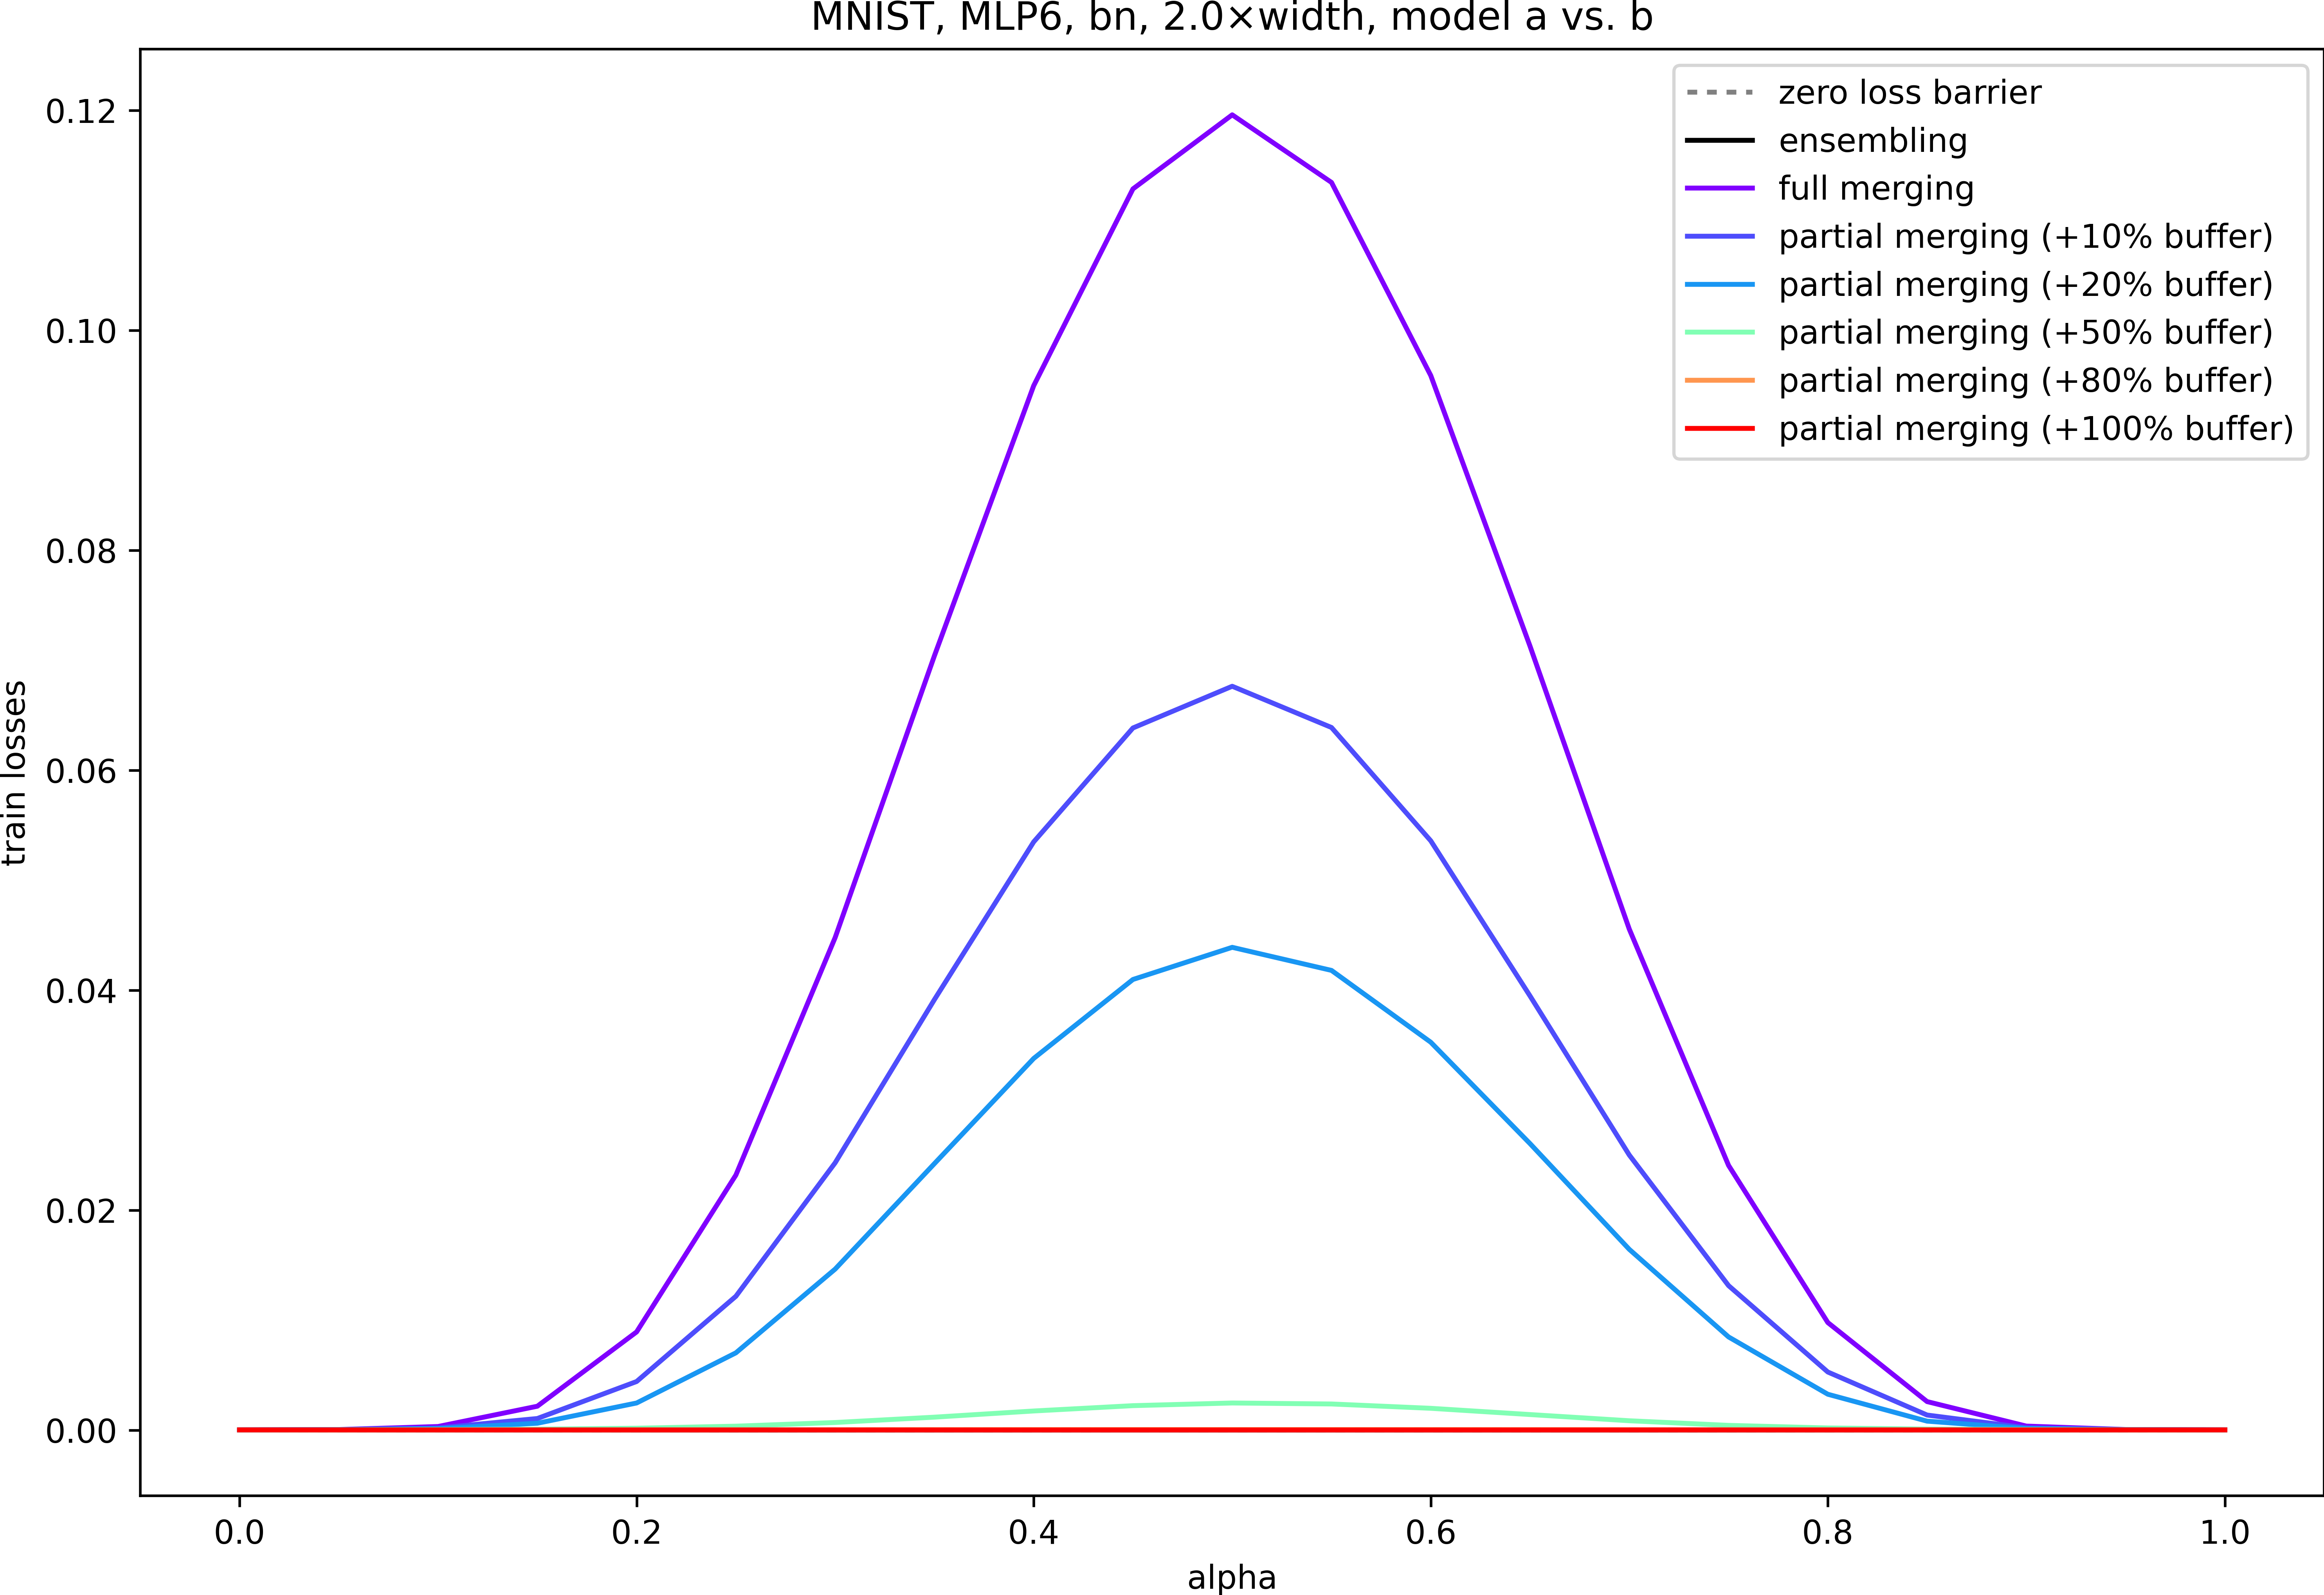 MNIST, MLP6, bn, 2.0×width, model a vs. b
zero loss barrier
ensembling
full merging
partial merging (+10% buffer)
partial merging (+20% buffer)
partial merging (+50% buffer)
partial merging (+80% buffer)
partial merging (+100% buffer)
train losses
0.12
0.10
0.08
0.06
0.04
0.02
0.00
0.0 0.2 0.4 0.6 0.8 1.0
alpha